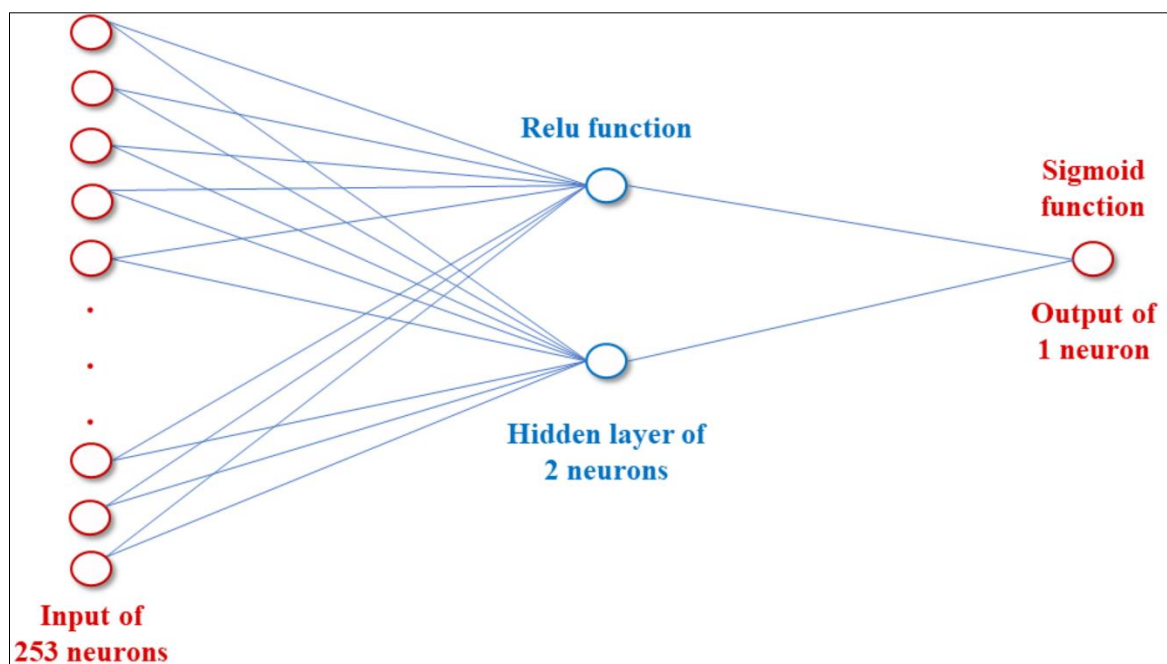 Relu function
Sigmoid
function
Output of
1 neuron
Hidden layer of
2 neurons
Input of
253 neurons